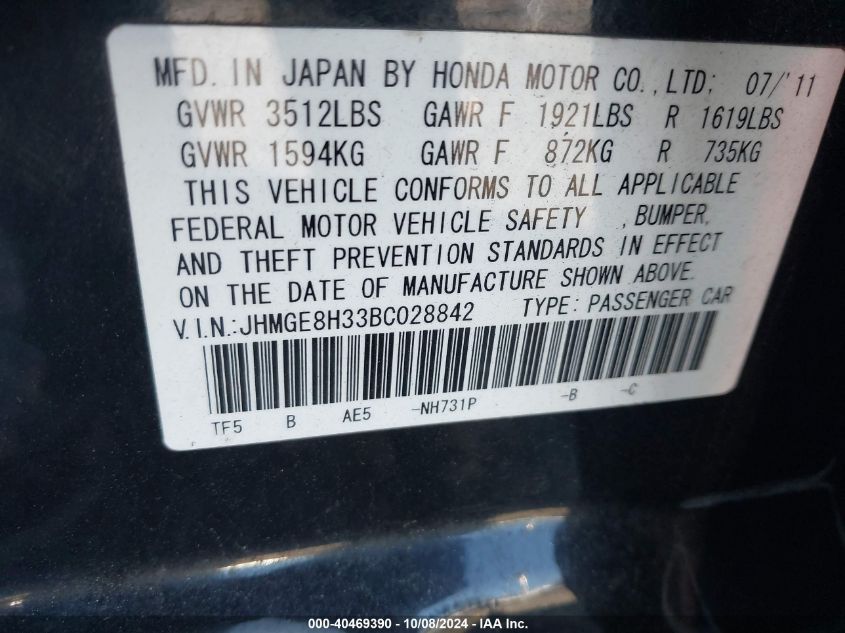 MFD. IN JAPAN BY HONDA MOTOR CO.,LTD; 07/'11
GVWR 3512LBS GAWR F 1921LBS R 1619LBS
GVWR 1594KG GAWR F 872KG R 735KG
THIS VEHICLE CONFORMS TO ALL APPLICABLE
FEDERAL MOTOR VEHICLE SAFETY , BUMPER,
AND THEFT PREVENTION STANDARDS IN EFFECT
ON THE DATE OF MANUFACTURE SHOWN ABOVE.
V.I.N.:JHMGE8H33BC028842 TYPE: PASSENGER CAR
TF5 B AE5 -NH731P -B -C
000-40469390 - 10/08/2024 - IAA Inc.